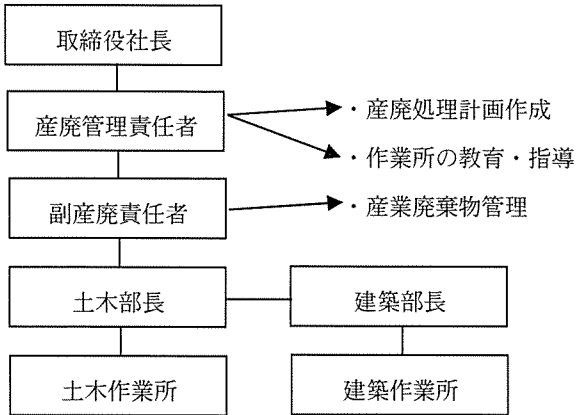 取締役社長
産廃管理責任者
・産廃処理計画作成
・作業所の教育・指導
副産廃責任者
・産業廃棄物管理
土木部長
建築部長
土木作業所
建築作業所